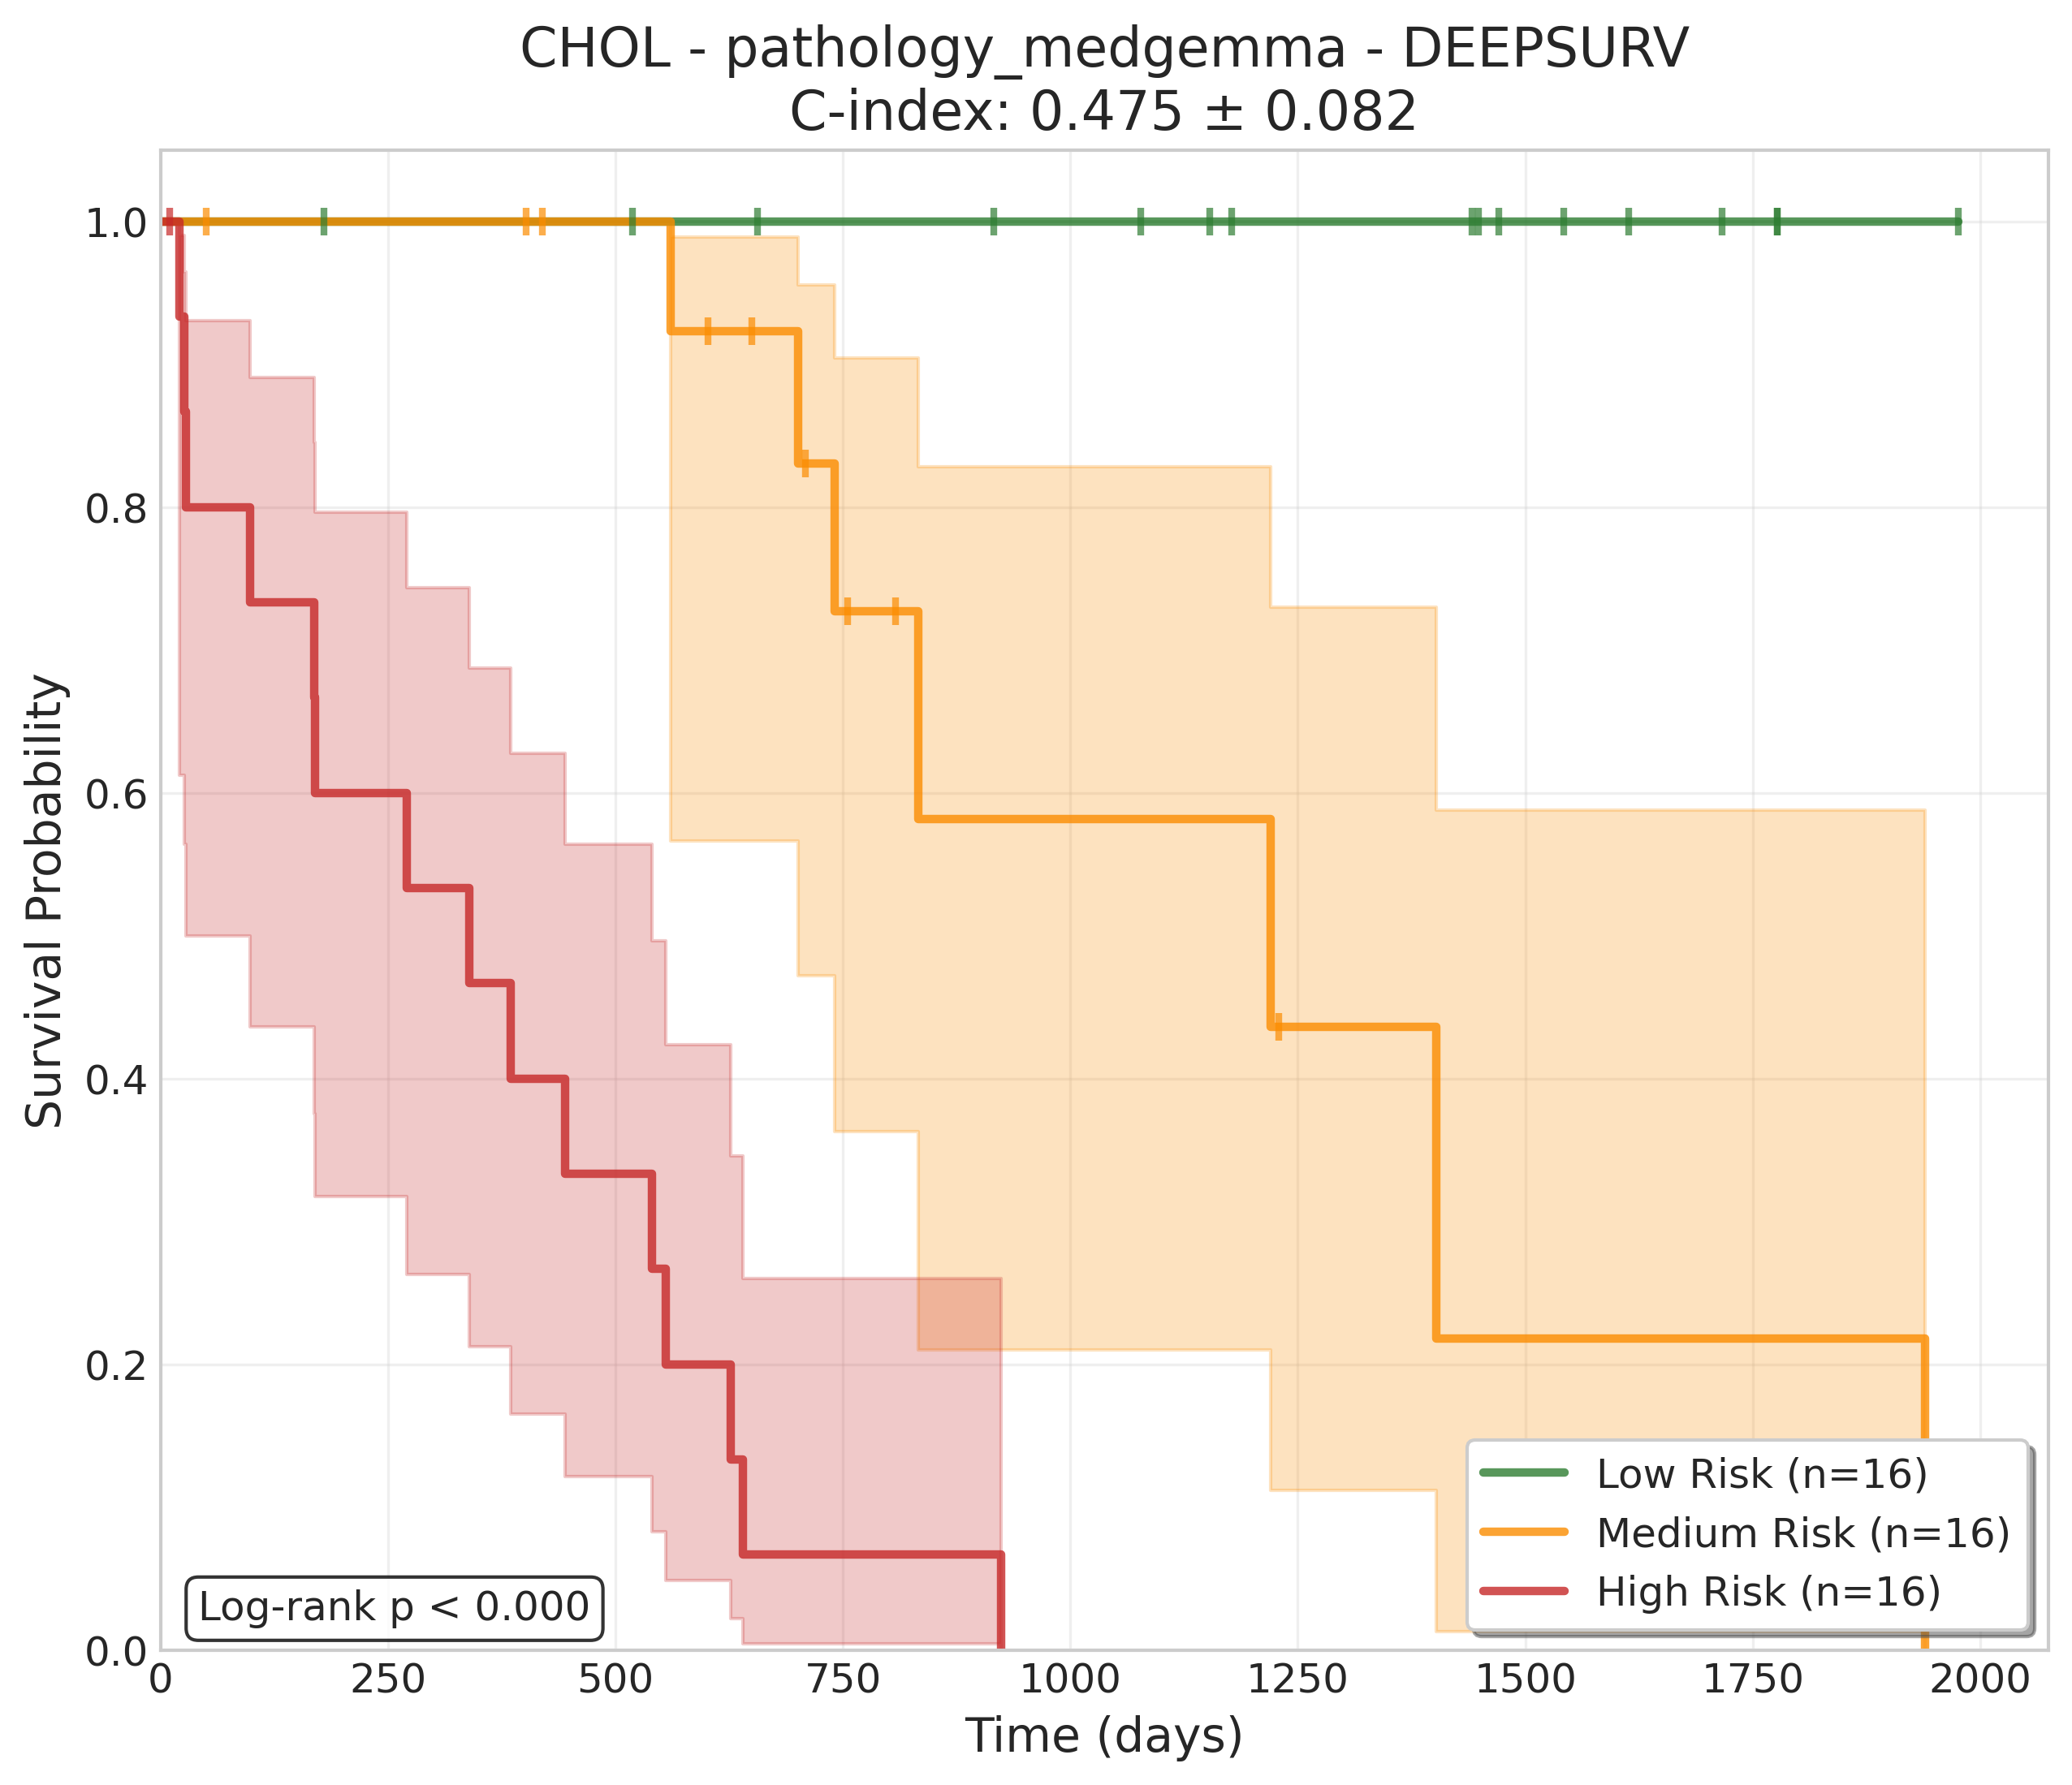 CHOL - pathology_medgemma - DEEPSURV
C-index: 0.475 ± 0.082
Survival Probability
1.0
0.8
0.6
0.4
0.2
0.0
0 250 500 750 1000 1250 1500 1750 2000
Time (days)
Log-rank p < 0.000
Low Risk (n=16)
Medium Risk (n=16)
High Risk (n=16)